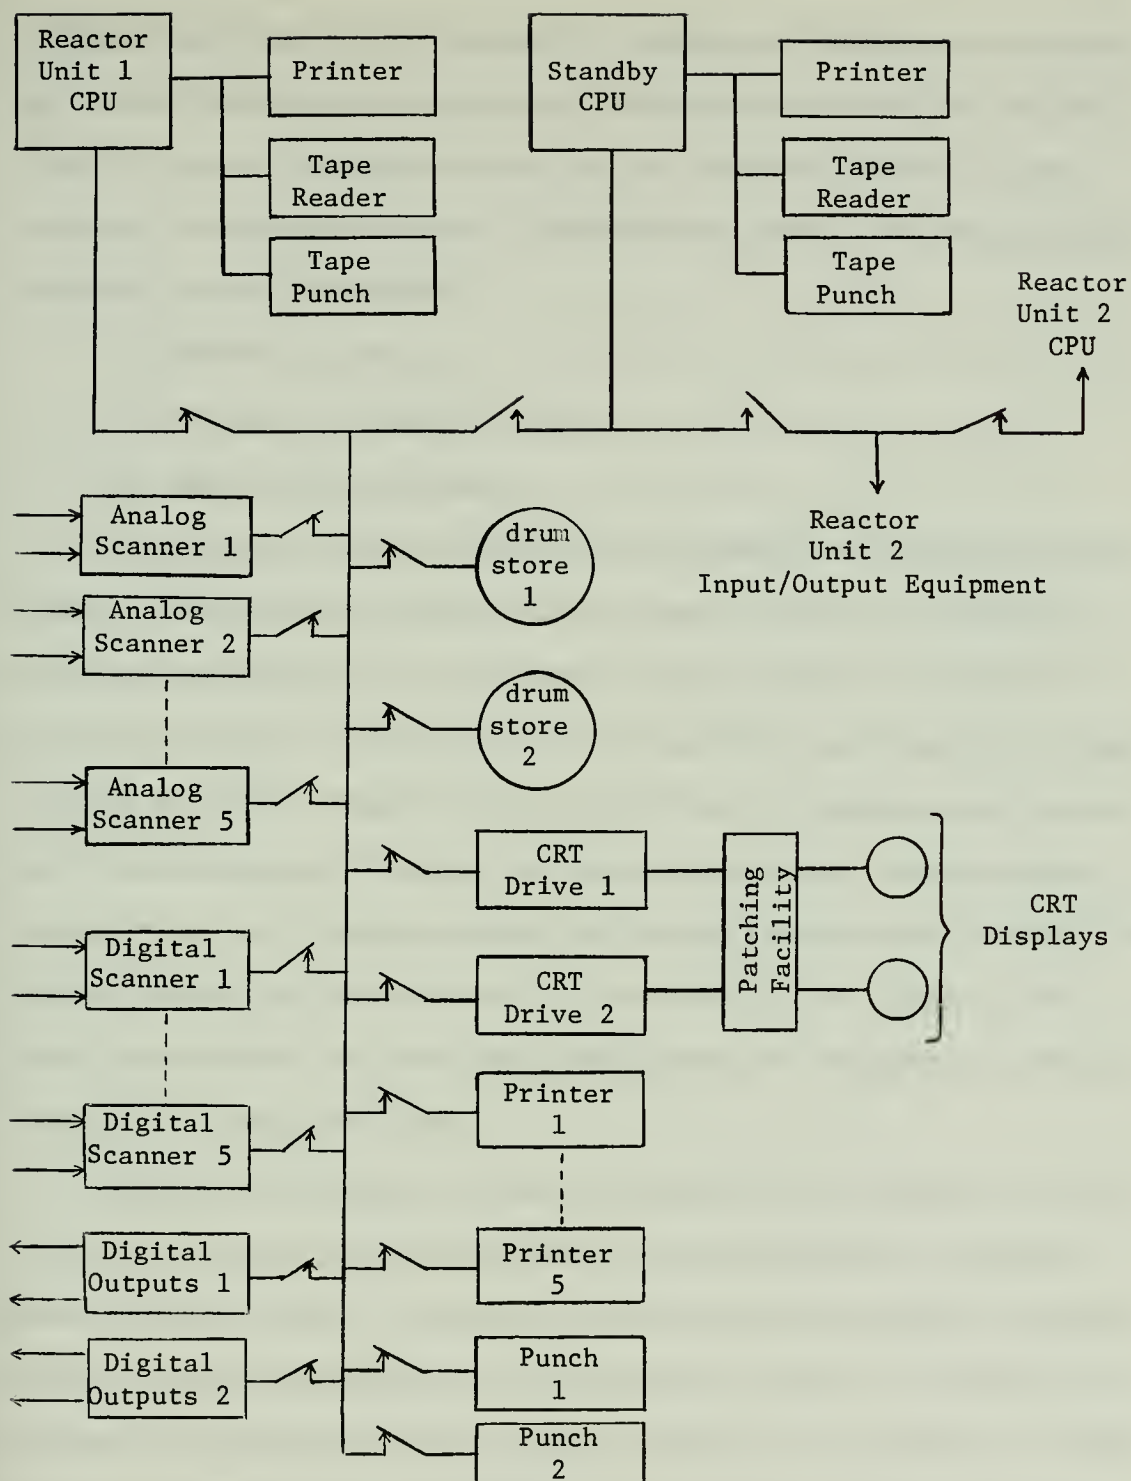 Reactor
Unit 1
CPU
Printer
Tape
Reader
Tape
Punch
Standby
CPU
Printer
Tape
Reader
Tape
Punch
Reactor
Unit 2
CPU
Reactor
Unit 2
Input/Output Equipment
Analog
Scanner 1
Analog
Scanner 2
Analog
Scanner 5
Digital
Scanner 1
Digital
Scanner 5
Digital
Outputs 1
Digital
Outputs 2
drum
store
1
drum
store
2
CRT
Drive 1
CRT
Drive 2
Patching
Facility
CRT
Displays
Printer
1
Printer
5
Punch
1
Punch
2